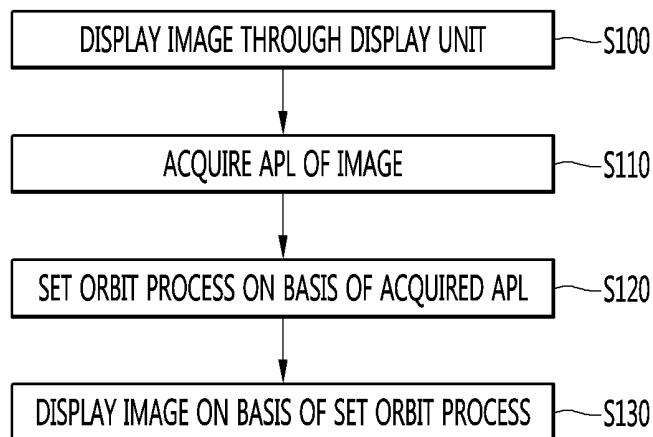 DISPLAY IMAGE THROUGH DISPLAY UNIT S100
ACQUIRE APL OF IMAGE S110
SET ORBIT PROCESS ON BASIS OF ACQUIRED APL S120
DISPLAY IMAGE ON BASIS OF SET ORBIT PROCESS S130